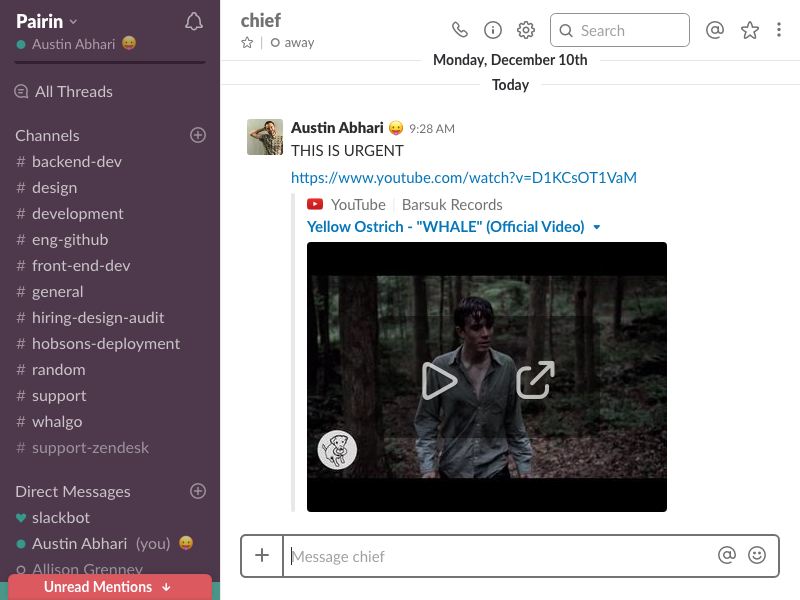 Pairin
Austin Abhari
All Threads
Channels
# backend-dev
# design
# development
# eng-github
# front-end-dev
# general
# hiring-design-audit
# hobsons-deployment
# random
# support
# whalgo
# support-zendesk
Direct Messages
slackbot
Austin Abhari (you)
Allison Grenney
Unread Mentions ↓
chief
away
Search
Monday, December 10th
Today
Austin Abhari 9:28 AM
THIS IS URGENT
https://www.youtube.com/watch?v=D1KCsOT1VaM
YouTube | Barsuk Records
Yellow Ostrich - "WHALE" (Official Video)
Message chief